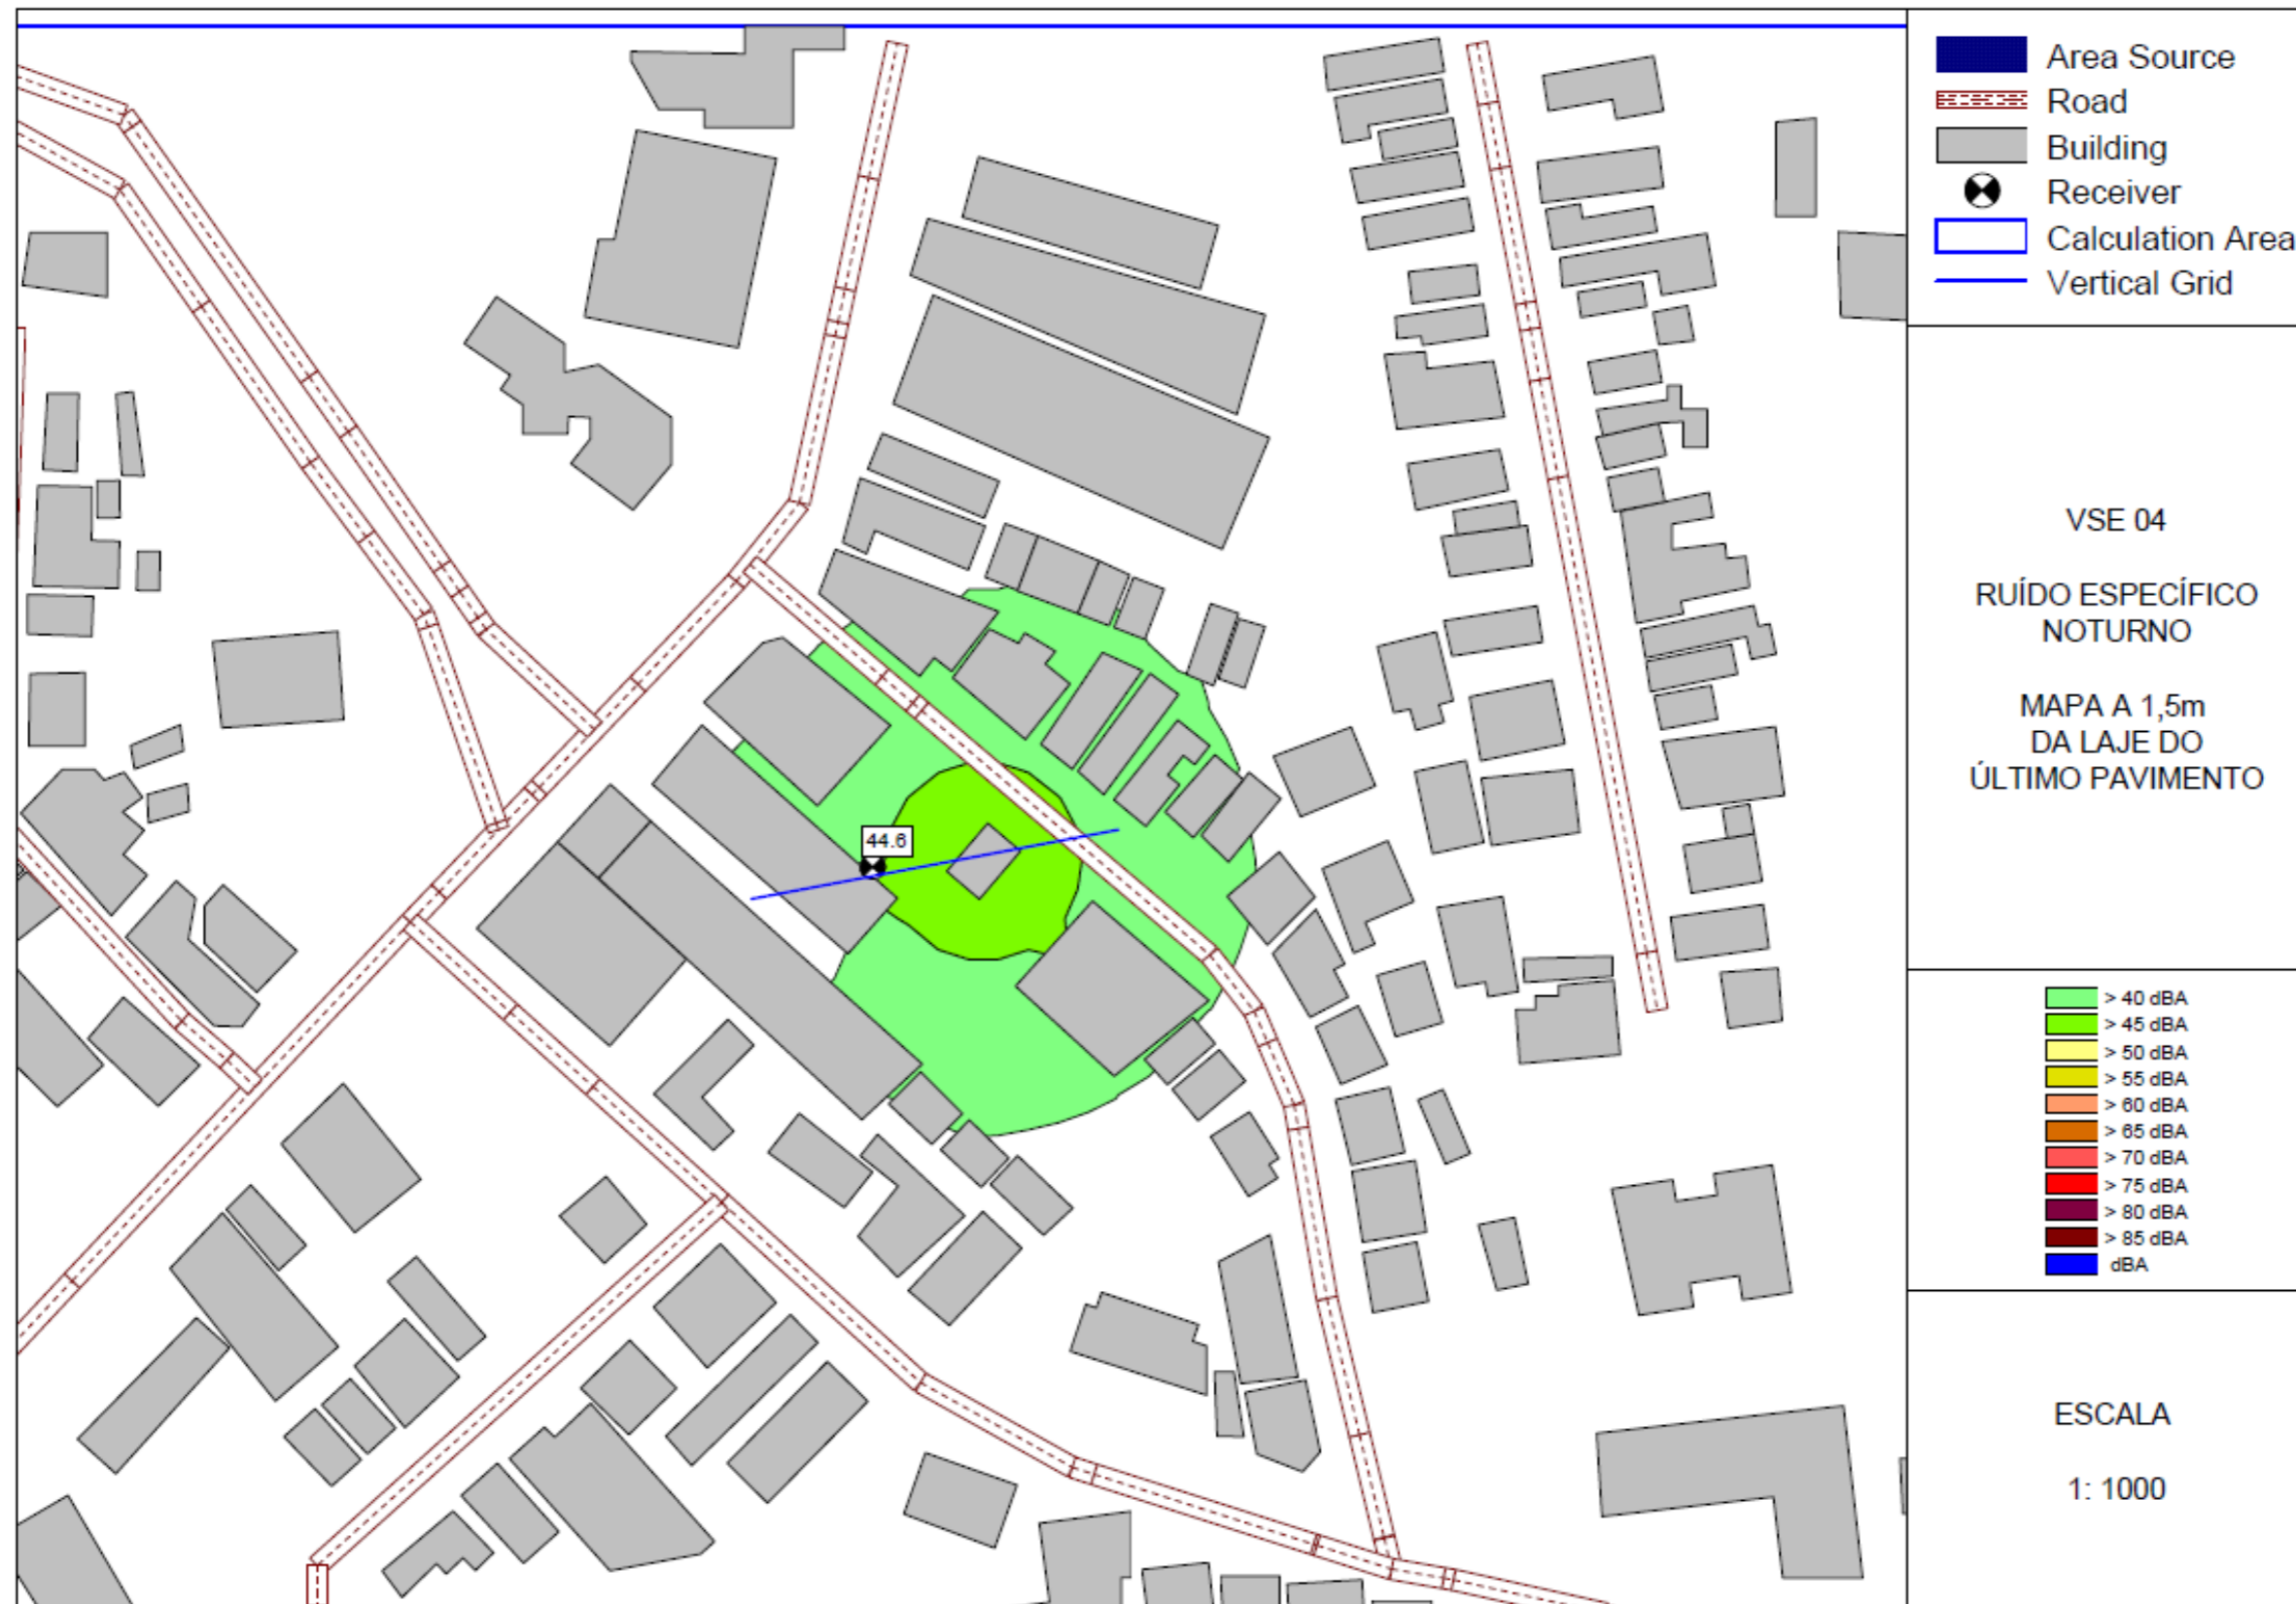 Area Source
Road
Building
Receiver
Calculation Area
Vertical Grid
VSE 04
RUÍDO ESPECÍFICO
NOTURNO
MAPA A 1,5m
DA LAJE DO
ÚLTIMO PAVIMENTO
44.6
> 40 dBA
> 45 dBA
> 50 dBA
> 55 dBA
> 60 dBA
> 65 dBA
> 70 dBA
> 75 dBA
> 80 dBA
> 85 dBA
dBA
ESCALA
1: 1000